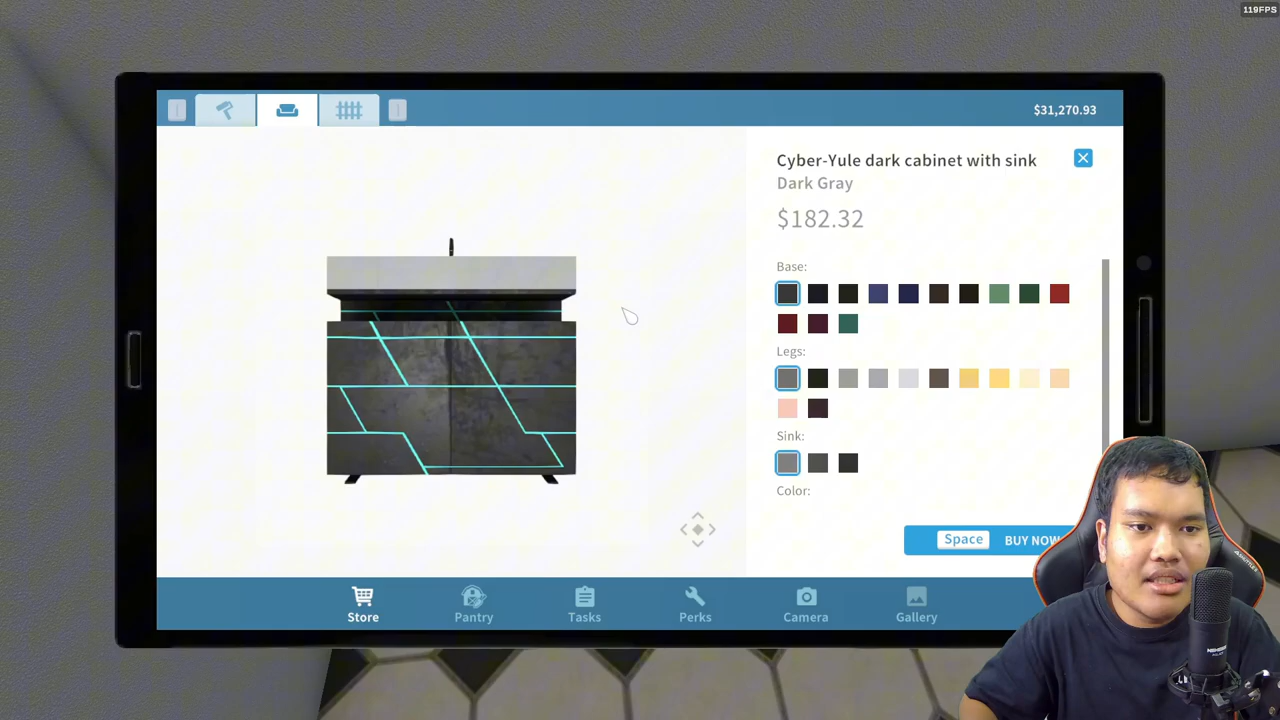 119FPS
$31,270.93
Cyber-Yule dark cabinet with sink
Dark Gray
$182.32
Base:
Legs:
Sink:
Color:
Space BUY NOW
Store
Pantry
Tasks
Perks
Camera
Gallery